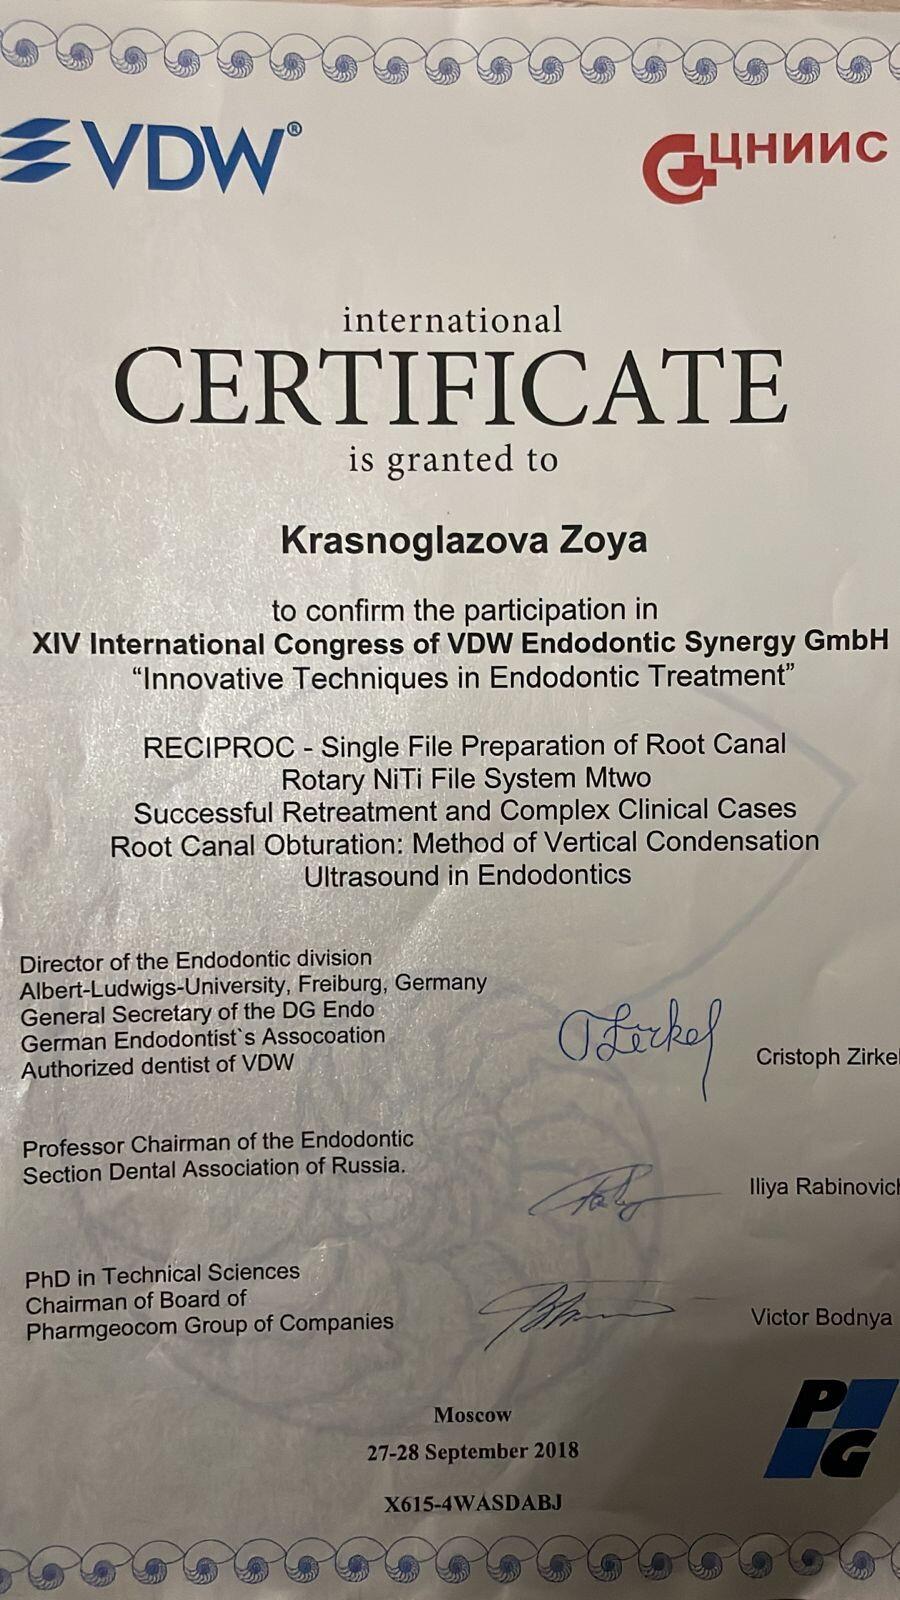 VDW®
ЦНИИС
international
CERTIFICATE
is granted to
Krasnoglazova Zoya
to confirm the participation in
XIV International Congress of VDW Endodontic Synergy GmbH
“Innovative Techniques in Endodontic Treatment”
RECIPROC - Single File Preparation of Root Canal
Rotary NiTi File System Mtwo
Successful Retreatment and Complex Clinical Cases
Root Canal Obturation: Method of Vertical Condensation
Ultrasound in Endodontics
Director of the Endodontic division
Albert-Ludwigs-University, Freiburg, Germany
General Secretary of the DG Endo
German Endodontist`s Assocoation
Authorized dentist of VDW
Zirkel
Cristoph Zirkel
Professor Chairman of the Endodontic
Section Dental Association of Russia.
Iliya Rabinovich
PhD in Technical Sciences
Chairman of Board of
Pharmgeocom Group of Companies
Victor Bodnya
PG
Moscow
27-28 September 2018
X615-4WASDABJ